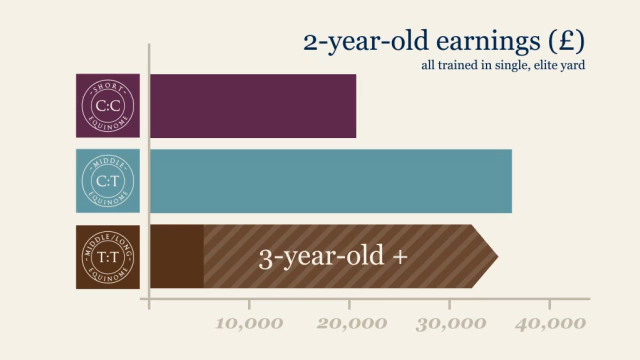 2-year-old earnings (£)
all trained in single, elite yard
SHORT
C:C
EQUINOME
MIDDLE
C:T
EQUINOME
MIDDLE/LONG
T:T
EQUINOME
3-year-old +
10,000 20,000 30,000 40,000